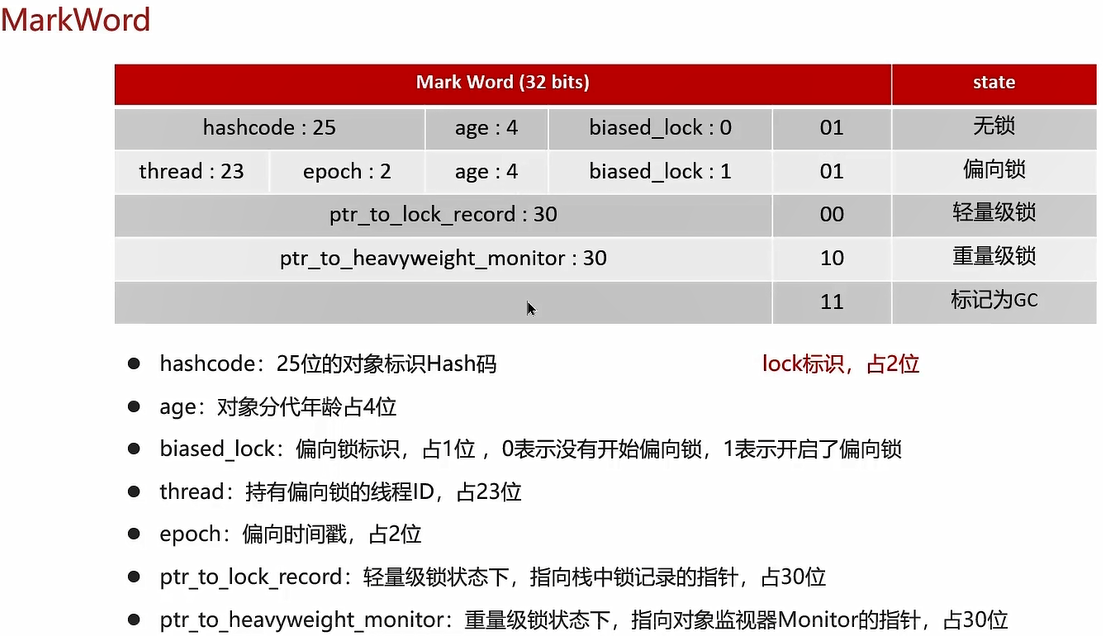 MarkWord
Mark Word (32 bits) state
hashcode : 25 age : 4 biased_lock : 0 01 无锁
thread : 23 epoch : 2 age : 4 biased_lock : 1 01 偏向锁
ptr_to_lock_record : 30 00 轻量级锁
ptr_to_heavyweight_monitor : 30 10 重量级锁
11 标记为GC
● hashcode：25位的对象标识Hash码 lock标识，占2位
● age：对象分代年龄占4位
● biased_lock：偏向锁标识，占1位 ，0表示没有开始偏向锁，1表示开启了偏向锁
● thread：持有偏向锁的线程ID，占23位
● epoch：偏向时间戳，占2位
● ptr_to_lock_record：轻量级锁状态下，指向栈中锁记录的指针，占30位
● ptr_to_heavyweight_monitor：重量级锁状态下，指向对象监视器Monitor的指针，占30位